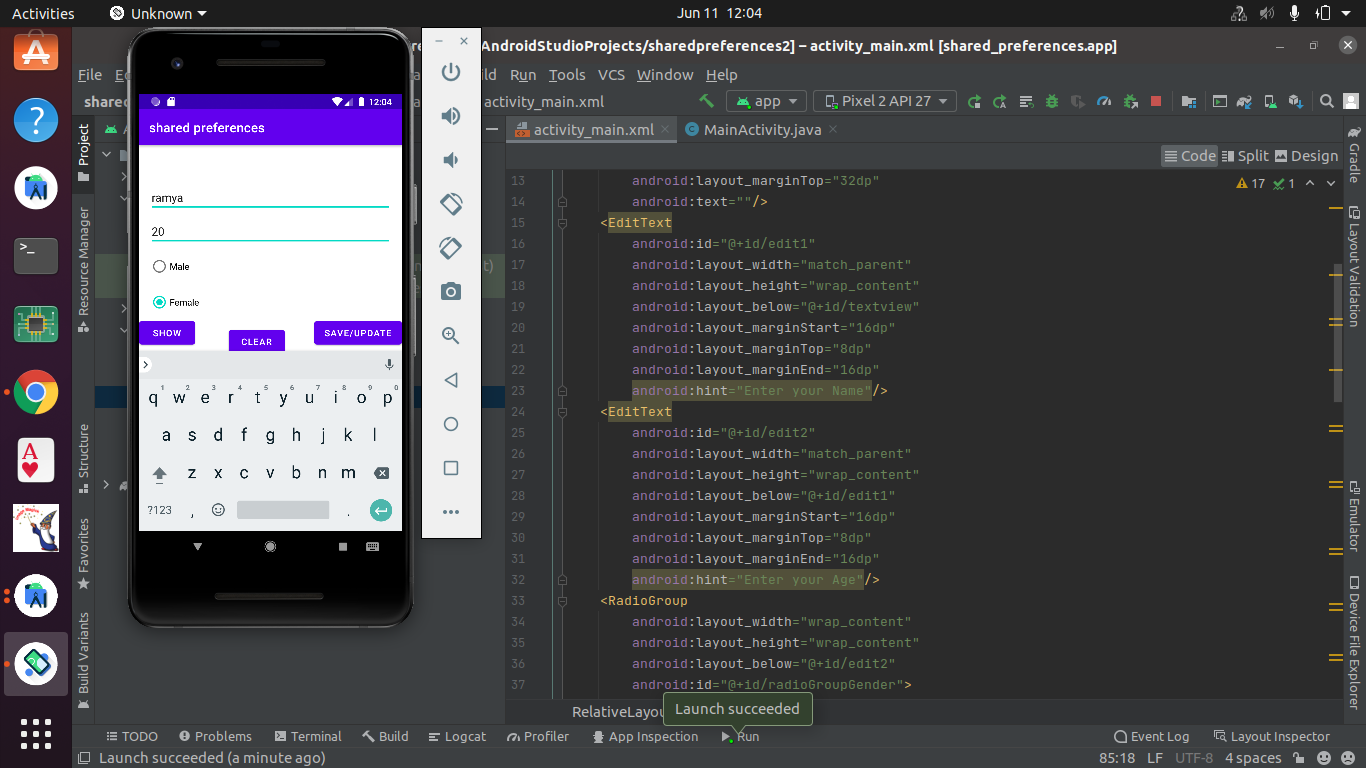 Activities
Unknown
Jun 11 12:04
AndroidStudioProjects/sharedpreferences2] – activity_main.xml [shared_preferences.app]
File
Run Tools VCS Window Help
activity_main.xml
app
Pixel 2 API 27
activity_main.xml
MainActivity.java
Code
Split
Design
17
1
12:04
shared preferences
ramya
20
Male
Female
SHOW
CLEAR
SAVE/UPDATE
1 2 3 4 5 6 7 8 9 0
q w e r t y u i o p
a s d f g h j k l
z x c v b n m
?123 , .
13 android:layout_marginTop="32dp"
14 android:text=""/>
15 <EditText
16 android:id="@+id/edit1"
17 android:layout_width="match_parent"
18 android:layout_height="wrap_content"
19 android:layout_below="@+id/textview"
20 android:layout_marginStart="16dp"
21 android:layout_marginTop="8dp"
22 android:layout_marginEnd="16dp"
23 android:hint="Enter your Name"/>
24 <EditText
25 android:id="@+id/edit2"
26 android:layout_width="match_parent"
27 android:layout_height="wrap_content"
28 android:layout_below="@+id/edit1"
29 android:layout_marginStart="16dp"
30 android:layout_marginTop="8dp"
31 android:layout_marginEnd="16dp"
32 android:hint="Enter your Age"/>
33 <RadioGroup
34 android:layout_width="wrap_content"
35 android:layout_height="wrap_content"
36 android:layout_below="@+id/edit2"
37 android:id="@+id/radioGroupGender">
Launch succeeded
Project
Resource Manager
Structure
Favorites
Build Variants
Gradle
Layout Validation
Emulator
Device File Explorer
TODO
Problems
Terminal
Build
Logcat
Profiler
App Inspection
Run
Event Log
Layout Inspector
Launch succeeded (a minute ago)
85:18 LF UTF-8 4 spaces